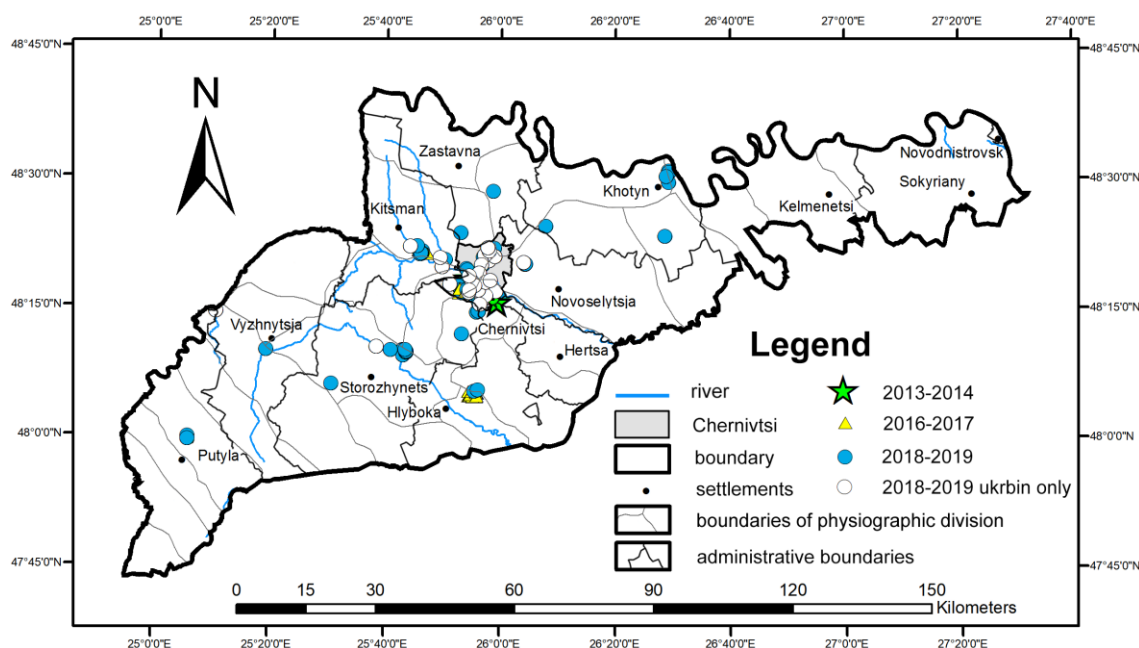 25°0'0"E 25°20'0"E 25°40'0"E 26°0'0"E 26°20'0"E 26°40'0"E 27°0'0"E 27°20'0"E 27°40'0"E
48°45'0"N 48°45'0"N
N
Zastavna
Novodnistrovsk
48°30'0"N 48°30'0"N
Khotyn
Sokyriany
Kelmenetsi
Kitsman
48°15'0"N 48°15'0"N
Novoselytsja
Vyzhnytsja
Chernivtsi
Hertsa
Storozhynets
Hlyboka
48°0'0"N 48°0'0"N
Putyla
Legend
river 2013-2014
Chernivtsi 2016-2017
boundary 2018-2019
settlements 2018-2019 ukrbin only
boundaries of physiographic division
administrative boundaries
47°45'0"N 47°45'0"N
0 15 30 60 90 120 150
Kilometers
25°0'0"E 25°20'0"E 25°40'0"E 26°0'0"E 26°20'0"E 26°40'0"E 27°0'0"E 27°20'0"E